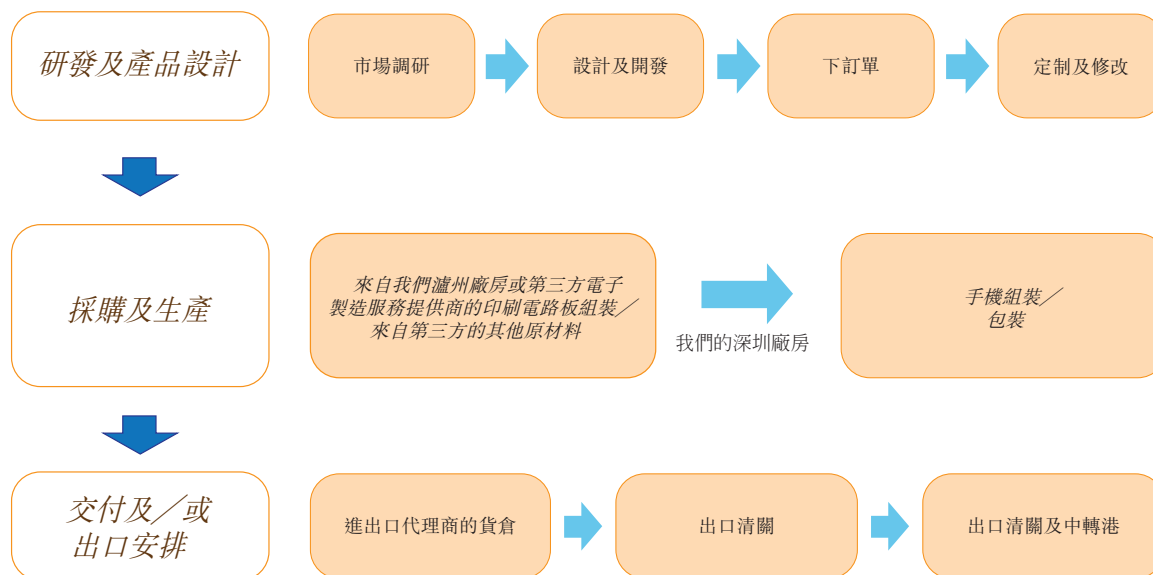 研發及產品設計
市場調研
設計及開發
下訂單
定制及修改
採購及生產
來自我們瀘州廠房或第三方電子
製造服務提供商的印刷電路板組裝／
來自第三方的其他原材料
我們的深圳廠房
手機組裝／
包裝
交付及／或
出口安排
進出口代理商的貨倉
出口清關
出口清關及中轉港